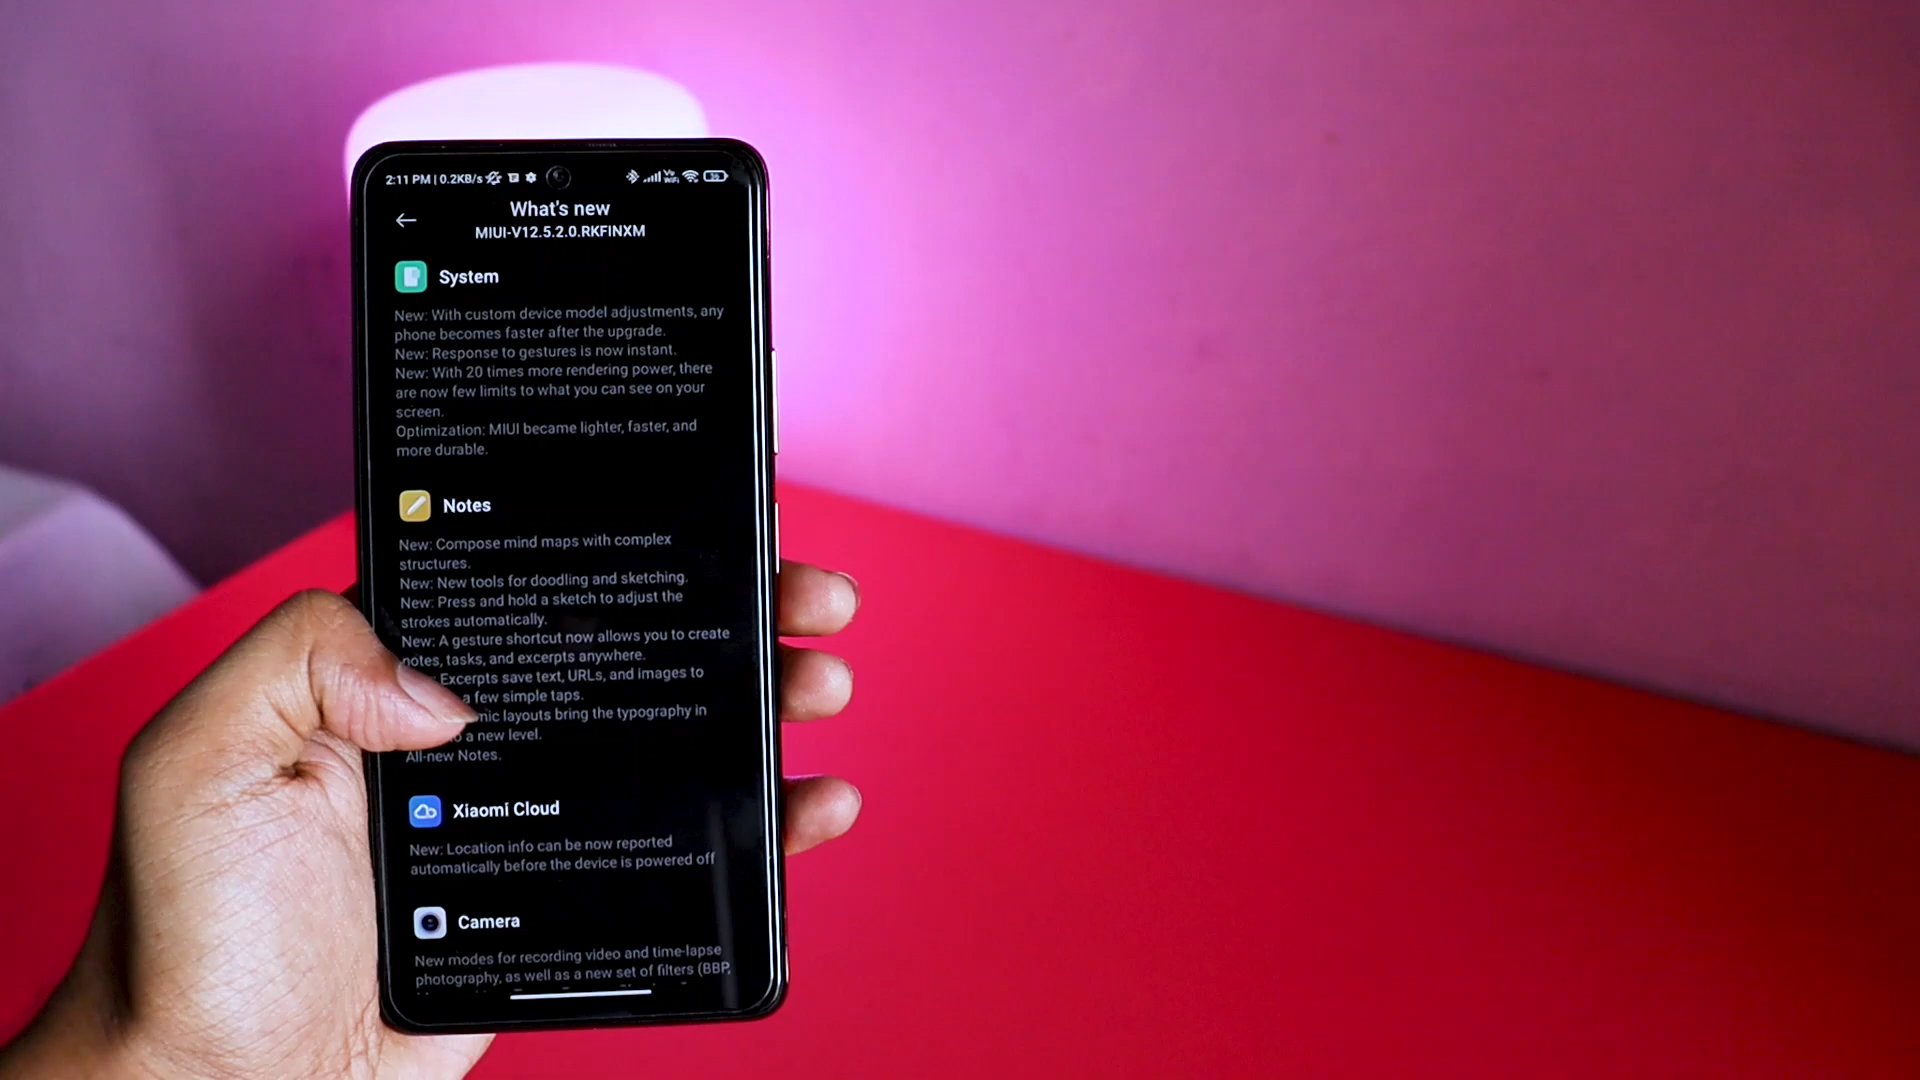 2:11 PM | 0.2KB/s
Vo
WiFi
What's new
MIUI-V12.5.2.0.RKFINXM
System
New: With custom device model adjustments, any
phone becomes faster after the upgrade.
New: Response to gestures is now instant.
New: With 20 times more rendering power, there
are now few limits to what you can see on your
screen.
Optimization: MIUI became lighter, faster, and
more durable.
Notes
New: Compose mind maps with complex
structures.
New: New tools for doodling and sketching.
New: Press and hold a sketch to adjust the
strokes automatically.
New: A gesture shortcut now allows you to create
notes, tasks, and excerpts anywhere.
: Excerpts save text, URLs, and images to
a few simple taps.
mic layouts bring the typography in
o a new level.
All-new Notes.
Xiaomi Cloud
New: Location info can be now reported
automatically before the device is powered off
Camera
New modes for recording video and time-lapse
photography, as well as a new set of filters (BBP,